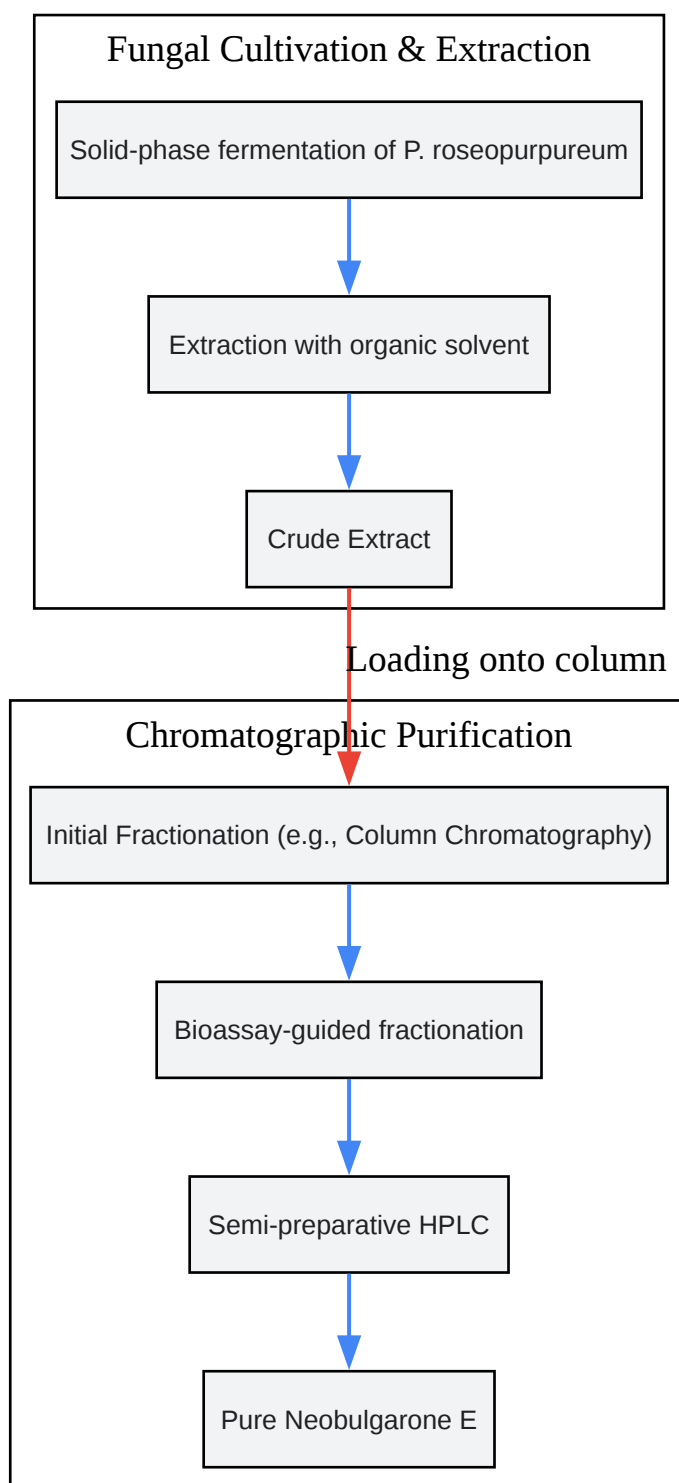 Fungal Cultivation & Extraction
Solid-phase fermentation of P. roseopurpureum
Extraction with organic solvent
Crude Extract
Loading onto column
Chromatographic Purification
Initial Fractionation (e.g., Column Chromatography)
Bioassay-guided fractionation
Semi-preparative HPLC
Pure Neobulgarone E